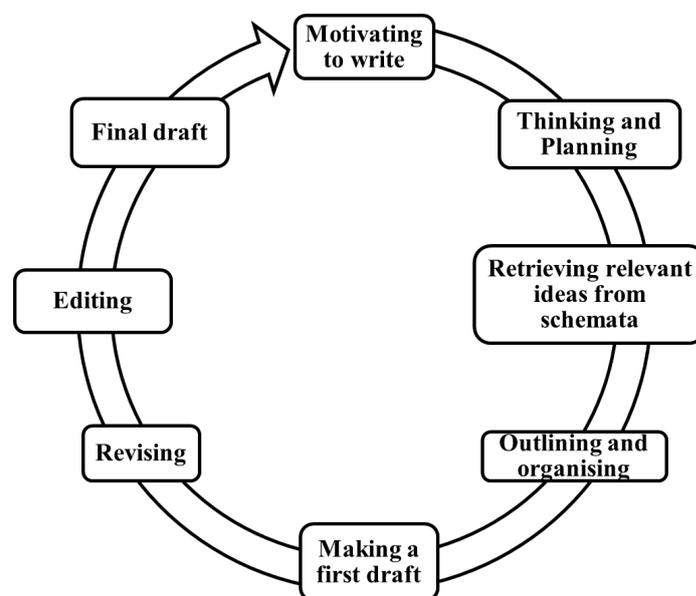 Motivating
to write
Thinking and
Planning
Retrieving relevant
ideas from
schemata
Outlining and
organising
Making a
first draft
Revising
Editing
Final draft